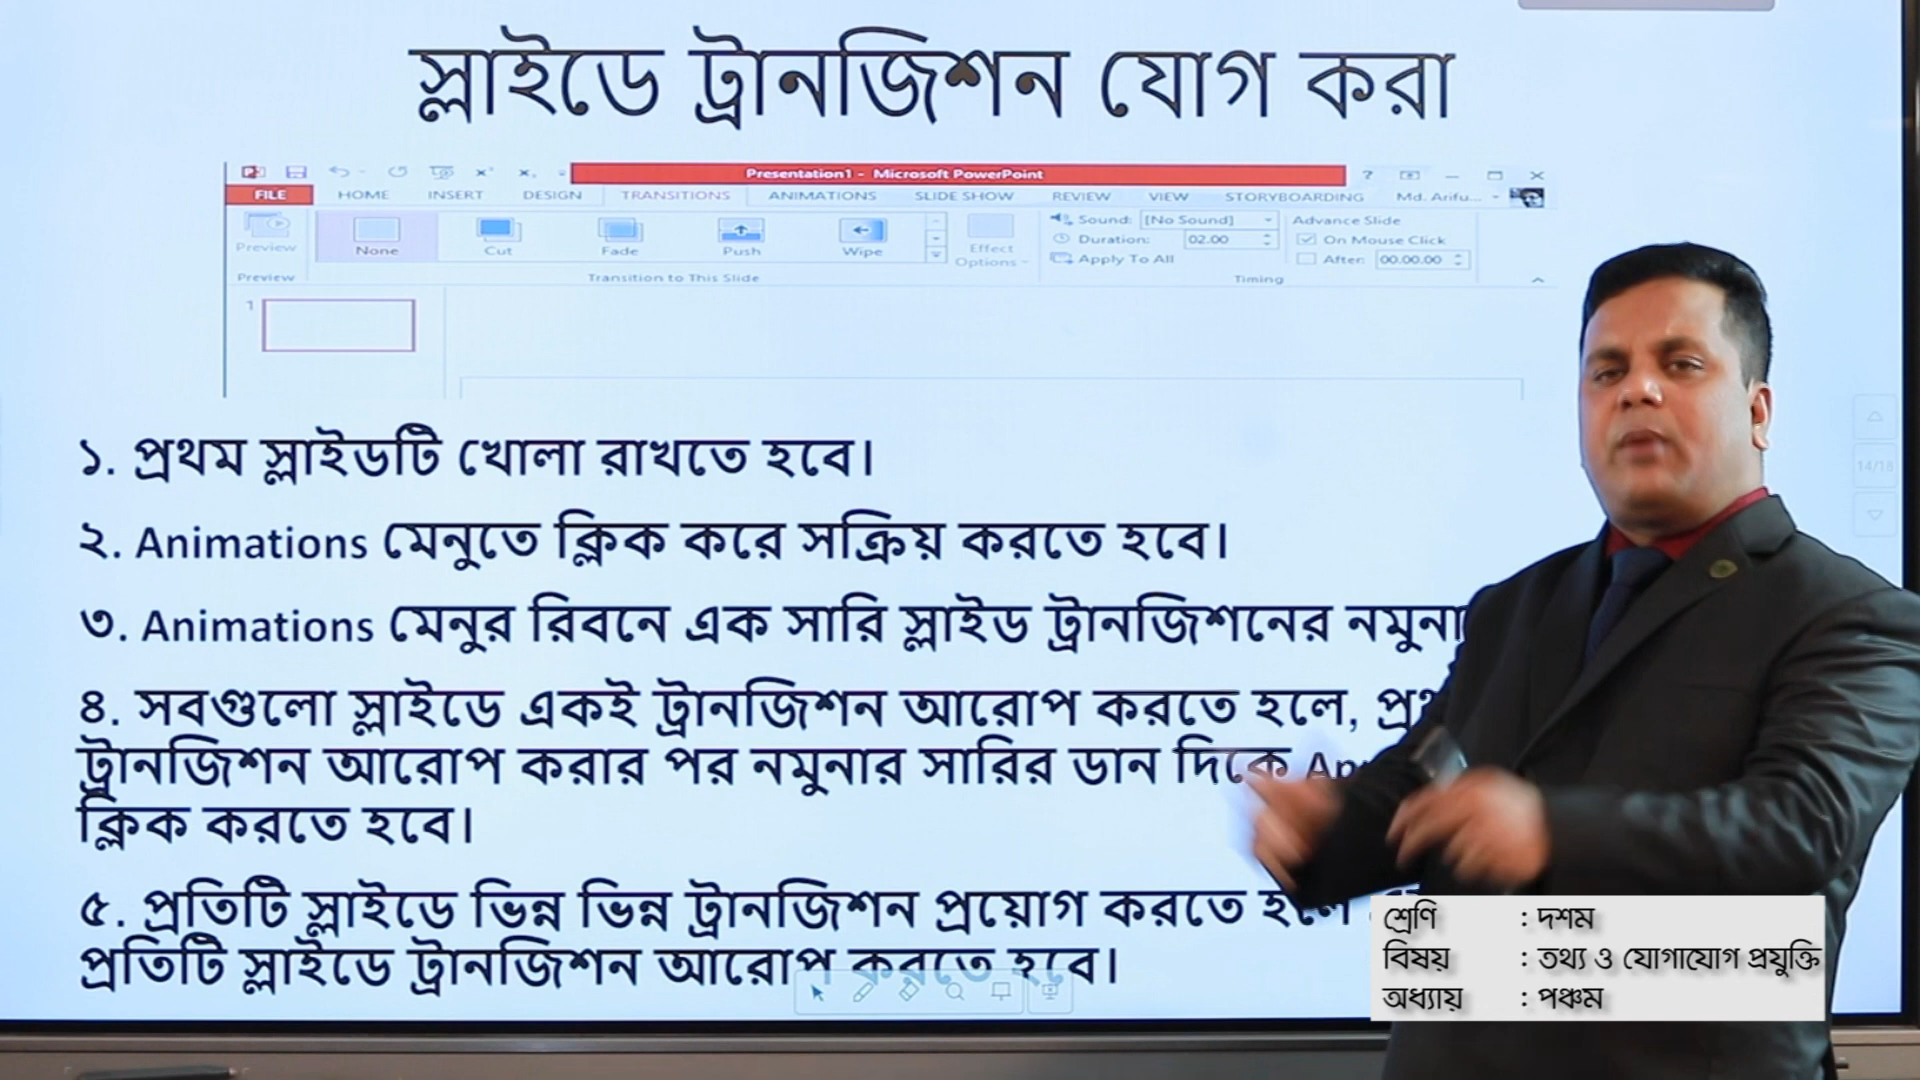 স্লাইডে ট্রানজিশন যোগ করা
Presentation1 - Microsoft PowerPoint
FILE HOME INSERT DESIGN TRANSITIONS ANIMATIONS SLIDE SHOW REVIEW VIEW STORYBOARDING Md. Arifu...
Preview None Cut Fade Push Wipe Effect Options
Sound: [No Sound] Advance Slide
Duration: 02.00 On Mouse Click
Apply To All After: 00:00.00
Preview Transition to This Slide Timing
1
১. প্রথম স্লাইডটি খোলা রাখতে হবে।
২. Animations মেনুতে ক্লিক করে সক্রিয় করতে হবে।
৩. Animations মেনুর রিবনে এক সারি স্লাইড ট্রানজিশনের নমুনা
৪. সবগুলো স্লাইডে একই ট্রানজিশন আরোপ করতে হলে,
ট্রানজিশন আরোপ করার পর নমুনার সারির ডান দিকে
ক্লিক করতে হবে।
৫. প্রতিটি স্লাইডে ভিন্ন ভিন্ন ট্রানজিশন প্রয়োগ করতে হলে
প্রতিটি স্লাইডে ট্রানজিশন আরোপ করতে হবে।
14/18
শ্রেণি : দশম
বিষয় : তথ্য ও যোগাযোগ প্রযুক্তি
অধ্যায় : পঞ্চম